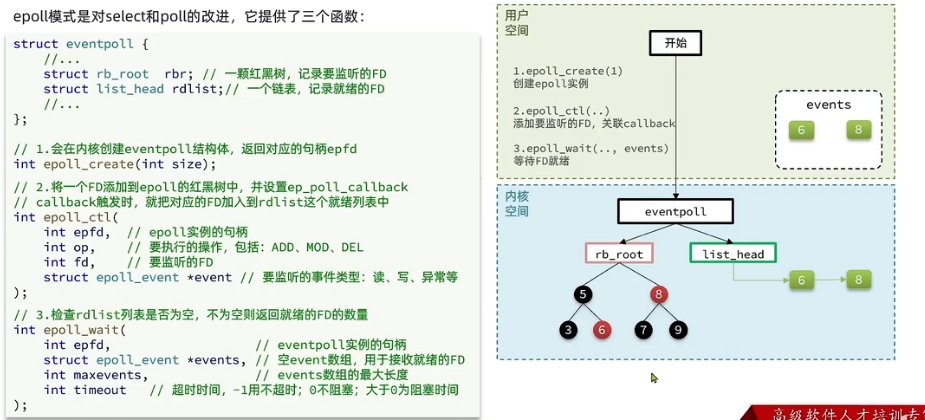 epoll模式是对select和poll的改进，它提供了三个函数：
struct eventpoll {
//...
struct rb_root  rbr; // 一颗红黑树，记录要监听的FD
struct list_head rdlist;// 一个链表，记录就绪的FD
//...
};
// 1.会在内核创建eventpoll结构体，返回对应的句柄epfd
int epoll_create(int size);
// 2.将一个FD添加到epoll的红黑树中，并设置ep_poll_callback
// callback触发时，就把对应的FD加入到rdlist这个就绪列表中
int epoll_ctl(
int epfd,  // epoll实例的句柄
int op,    // 要执行的操作，包括：ADD、MOD、DEL
int fd,    // 要监听的FD
struct epoll_event *event // 要监听的事件类型：读、写、异常等
);
// 3.检查rdlist列表是否为空，不为空则返回就绪的FD的数量
int epoll_wait(
int epfd,                   // eventpoll实例的句柄
struct epoll_event *events, // 空event数组，用于接收就绪的FD
int maxevents,              // events数组的最大长度
int timeout   // 超时时间，-1用不超时；0不阻塞；大于0为阻塞时间
);
用户
空间
开始
1.epoll_create(1)
创建epoll实例
2.epoll_ctl(..)
添加要监听的FD，关联callback
3.epoll_wait(.., events)
等待FD就绪
events
6 8
内核
空间
eventpoll
rb_root list_head
6 8
5 8
3 6 7 9
高级软件人才培训专